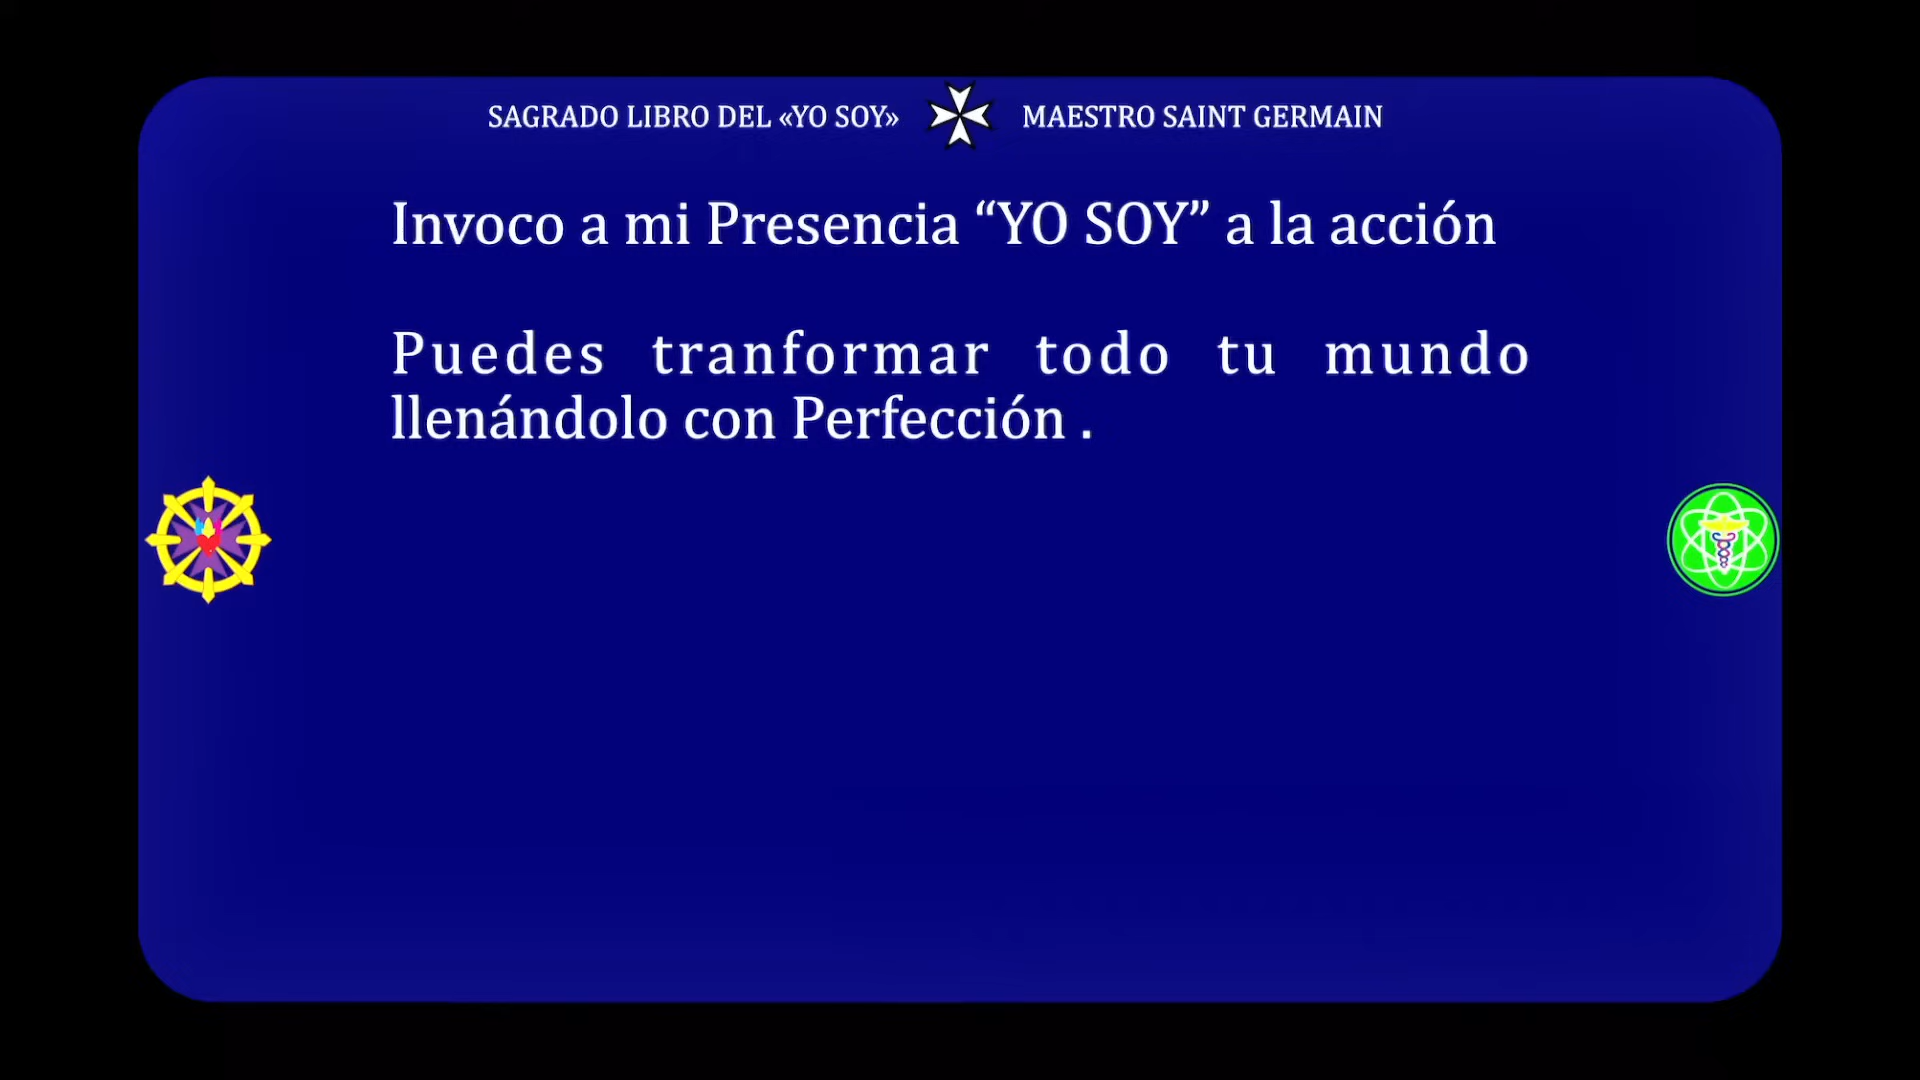 SAGRADO LIBRO DEL «YO SOY» MAESTRO SAINT GERMAIN
Invoco a mi Presencia “YO SOY” a la acción
Puedes tranformar todo tu mundo
llenándolo con Perfección .